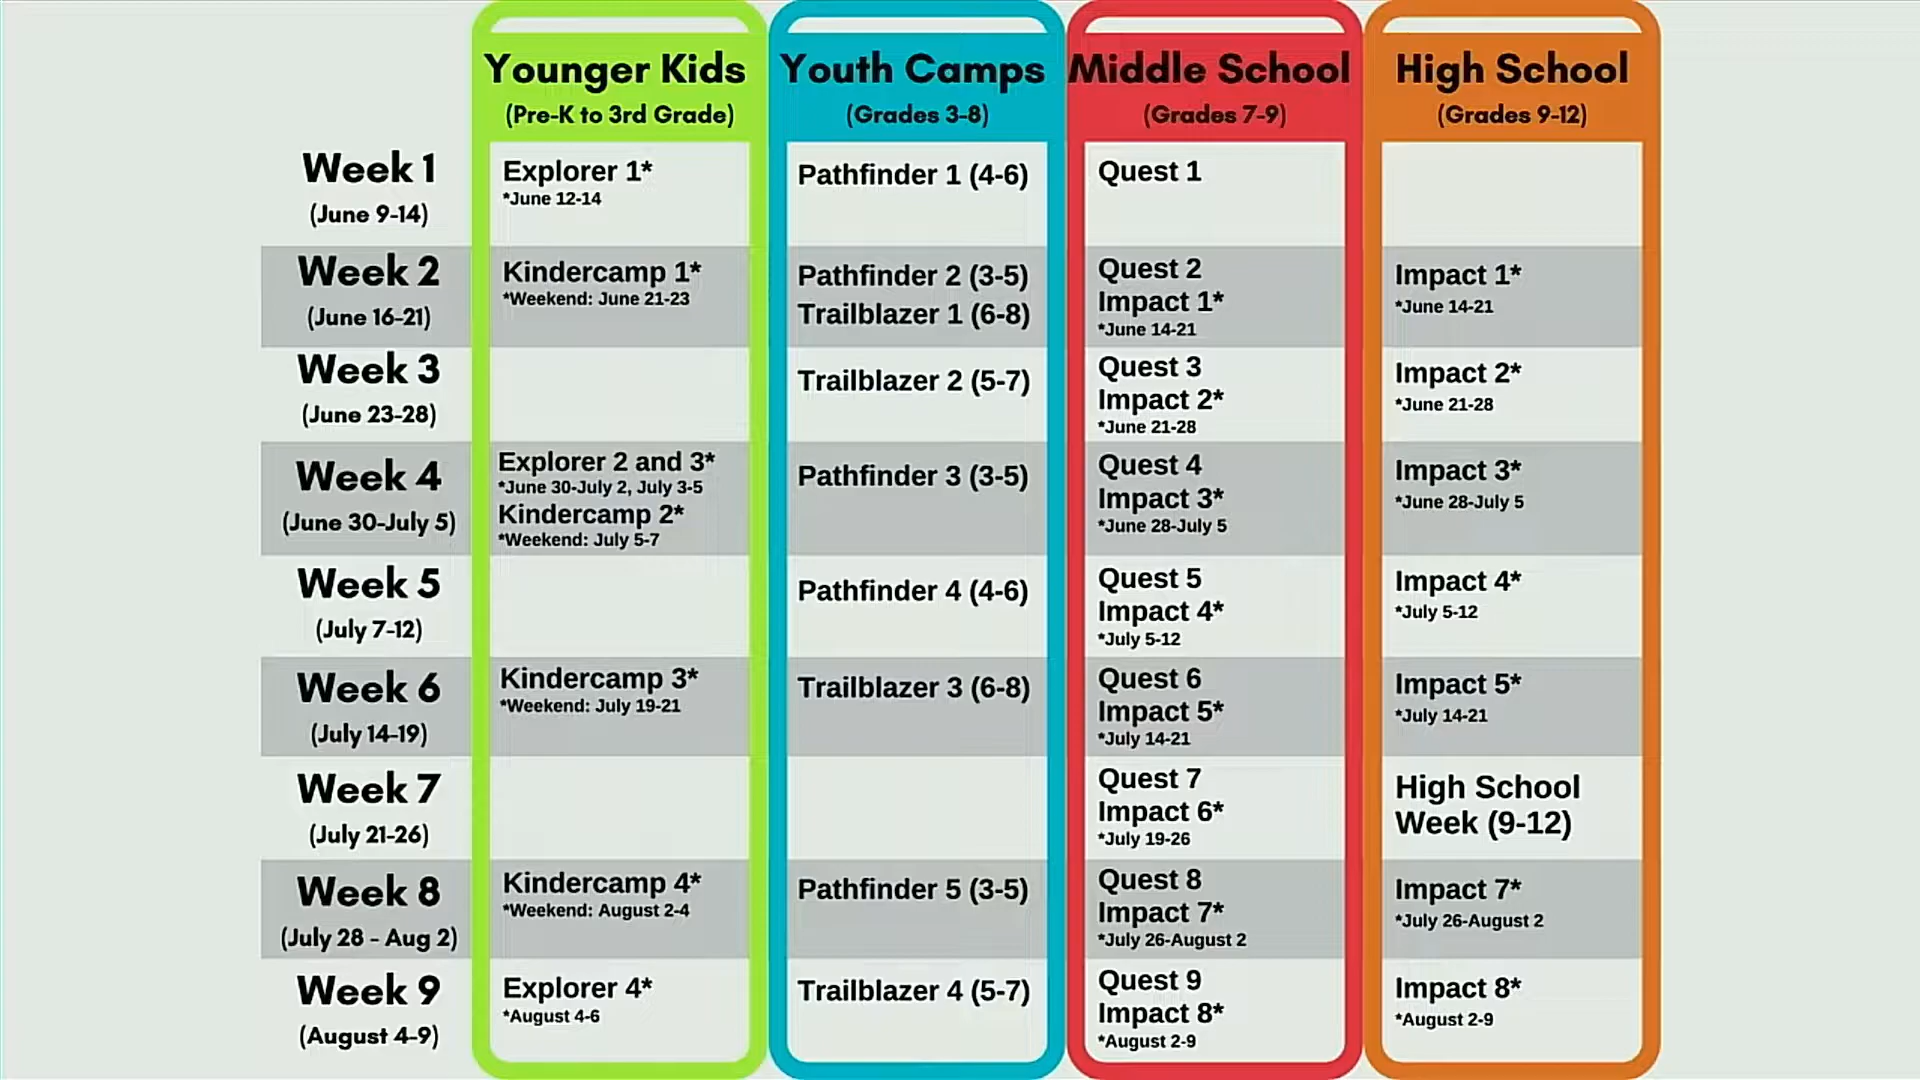 Younger Kids
(Pre-K to 3rd Grade)
Youth Camps
(Grades 3-8)
Middle School
(Grades 7-9)
High School
(Grades 9-12)
Week 1
(June 9-14)
Explorer 1*
*June 12-14
Pathfinder 1 (4-6)
Quest 1
Week 2
(June 16-21)
Kindercamp 1*
*Weekend: June 21-23
Pathfinder 2 (3-5)
Trailblazer 1 (6-8)
Quest 2
Impact 1*
*June 14-21
Impact 1*
*June 14-21
Week 3
(June 23-28)
Trailblazer 2 (5-7)
Quest 3
Impact 2*
*June 21-28
Impact 2*
*June 21-28
Week 4
(June 30-July 5)
Explorer 2 and 3*
*June 30-July 2, July 3-5
Kindercamp 2*
*Weekend: July 5-7
Pathfinder 3 (3-5)
Quest 4
Impact 3*
*June 28-July 5
Impact 3*
*June 28-July 5
Week 5
(July 7-12)
Pathfinder 4 (4-6)
Quest 5
Impact 4*
*July 5-12
Impact 4*
*July 5-12
Week 6
(July 14-19)
Kindercamp 3*
*Weekend: July 19-21
Trailblazer 3 (6-8)
Quest 6
Impact 5*
*July 14-21
Impact 5*
*July 14-21
Week 7
(July 21-26)
Quest 7
Impact 6*
*July 19-26
High School
Week (9-12)
Week 8
(July 28 - Aug 2)
Kindercamp 4*
*Weekend: August 2-4
Pathfinder 5 (3-5)
Quest 8
Impact 7*
*July 26-August 2
Impact 7*
*July 26-August 2
Week 9
(August 4-9)
Explorer 4*
*August 4-6
Trailblazer 4 (5-7)
Quest 9
Impact 8*
*August 2-9
Impact 8*
*August 2-9